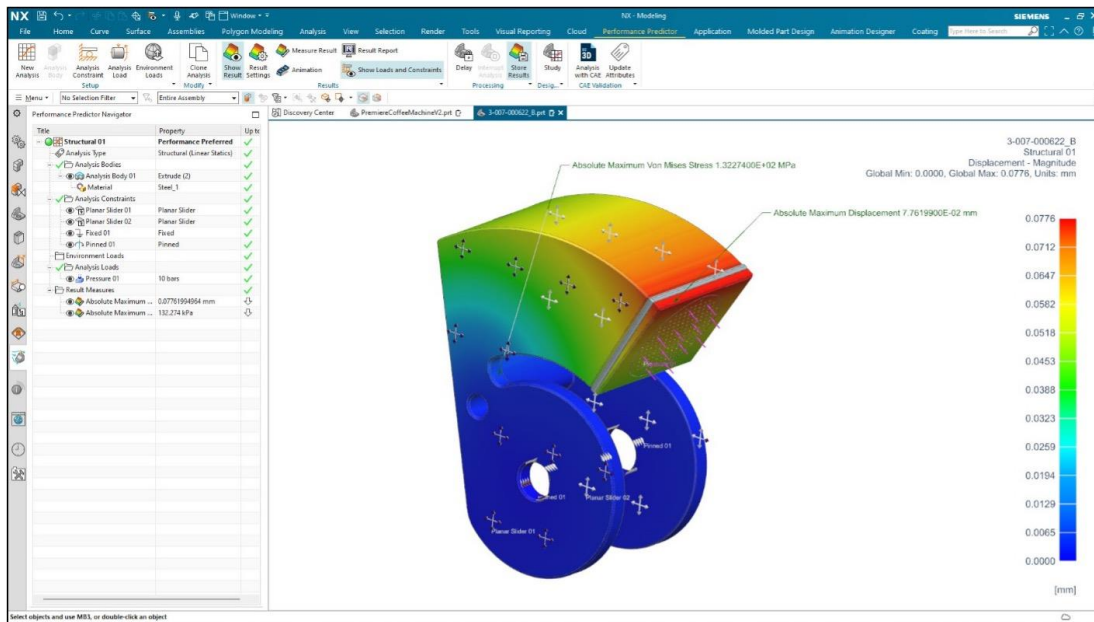 NX
Window
NX - Modeling
SIEMENS
File Home Curve Surface Assemblies Polygon Modeling Analysis View Selection Render Tools Visual Reporting Cloud Performance Predictor Application Molded Part Design Animation Designer Coating
Type Here to Search
New Analysis
Analysis Body
Analysis Constraint
Analysis Load
Environment Loads
Clone Analysis
Show Result
Result Settings
Measure Result
Animation
Result Report
Show Loads and Constraints
Delay
Interrupt Analysis
Store Results
Study
Analysis with CAE
Update Attributes
Setup Modify Results Processing Desig... CAE Validation
Menu No Selection Filter Entire Assembly
Performance Predictor Navigator
Discovery Center PremiereCoffeeMachineV2.prt 3-007-000622_B.prt
Title Property Up to
Structural 01 Performance Preferred
Analysis Type Structural (Linear Statics)
Analysis Bodies
Analysis Body 01 Extrude (2)
Material Steel_1
Analysis Constraints
Planar Slider 01 Planar Slider
Planar Slider 02 Planar Slider
Fixed 01 Fixed
Pinned 01 Pinned
Environment Loads
Analysis Loads
Pressure 01 10 bars
Result Measures
Absolute Maximum ... 0.07761994964 mm
Absolute Maximum ... 132.274 kPa
3-007-000622_B
Structural 01
Displacement - Magnitude
Global Min: 0.0000, Global Max: 0.0776, Units: mm
Absolute Maximum Von Mises Stress 1.3227400E+02 MPa
Absolute Maximum Displacement 7.7619900E-02 mm
0.0776
0.0712
0.0647
0.0582
0.0518
0.0453
0.0388
0.0323
0.0259
0.0194
0.0129
0.0065
0.0000
[mm]
Pinned 01
Planar Slider 02
Planar Slider 01
Select objects and use MB3, or double-click an object